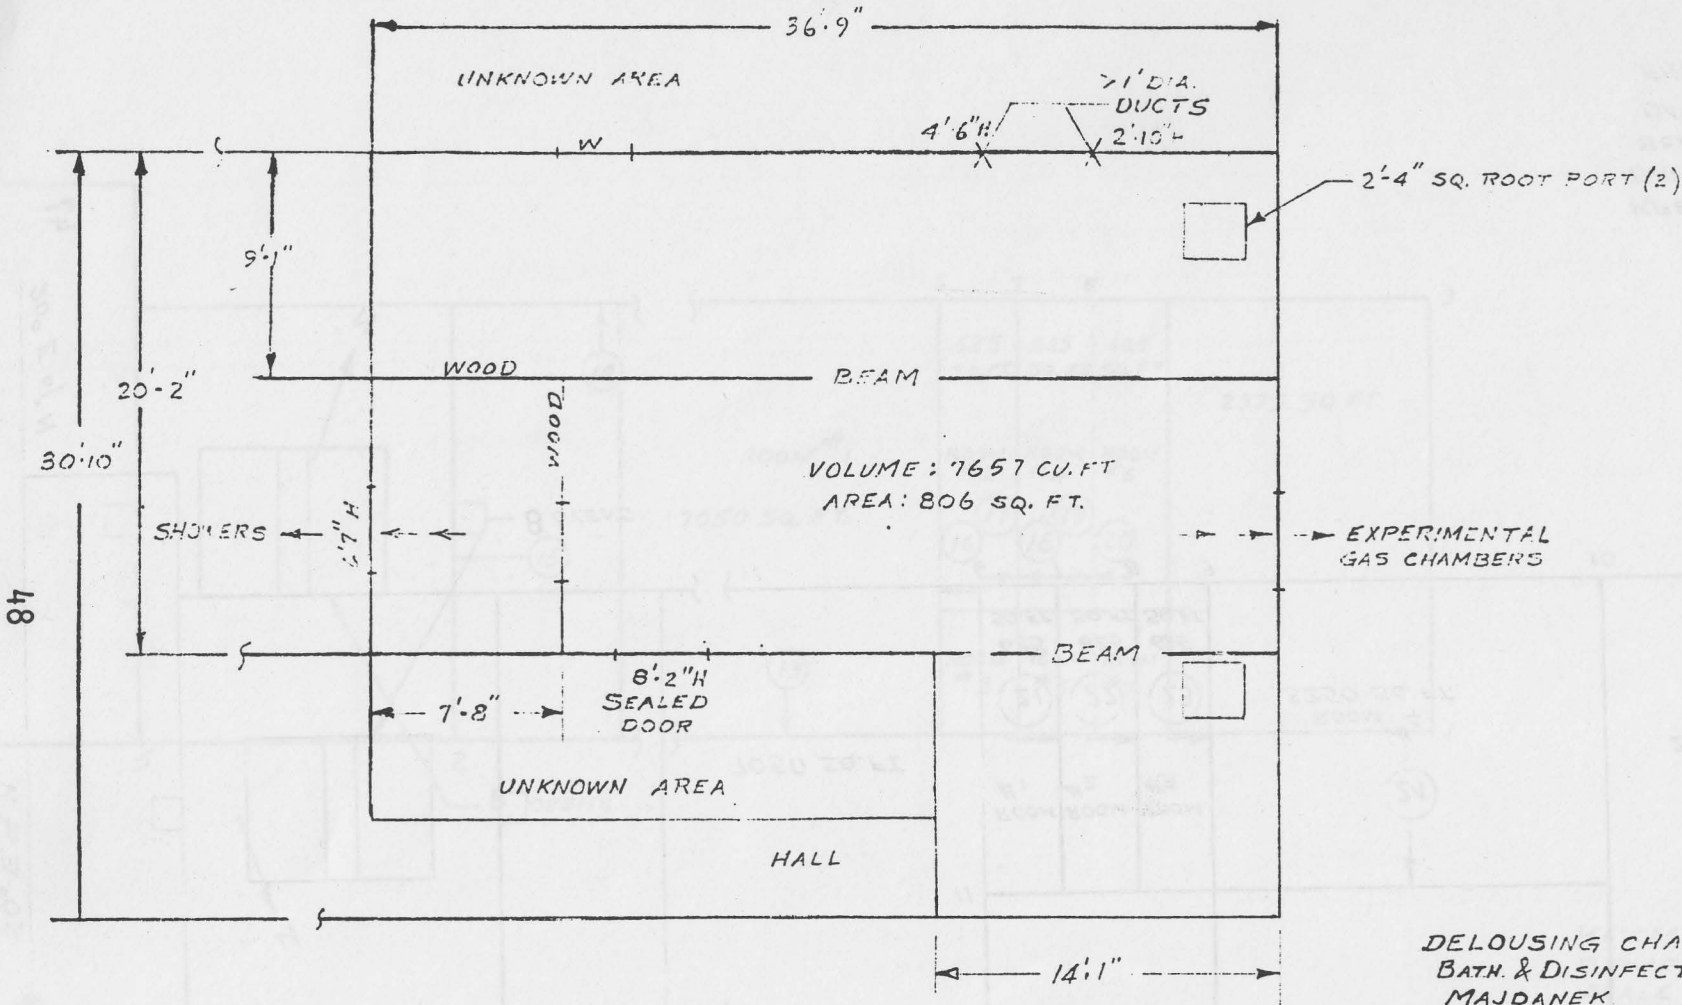 36'-9"
UNKNOWN AREA
>1' DIA.
DUCTS
4'6"H
2'-10"H
W
2'-4" SQ. ROOT PORT (2)
9'-1"
20'-2"
30'-10"
WOOD
BEAM
VOLUME : 7657 CU. FT
AREA : 806 SQ. FT.
SHOWERS
EXPERIMENTAL
GAS CHAMBERS
48
BEAM
8'-2"H
SEALED
DOOR
7'-8"
UNKNOWN AREA
HALL
14'1"
DELOUSING CHA
BATH. & DISINFECT
MAJDANEK